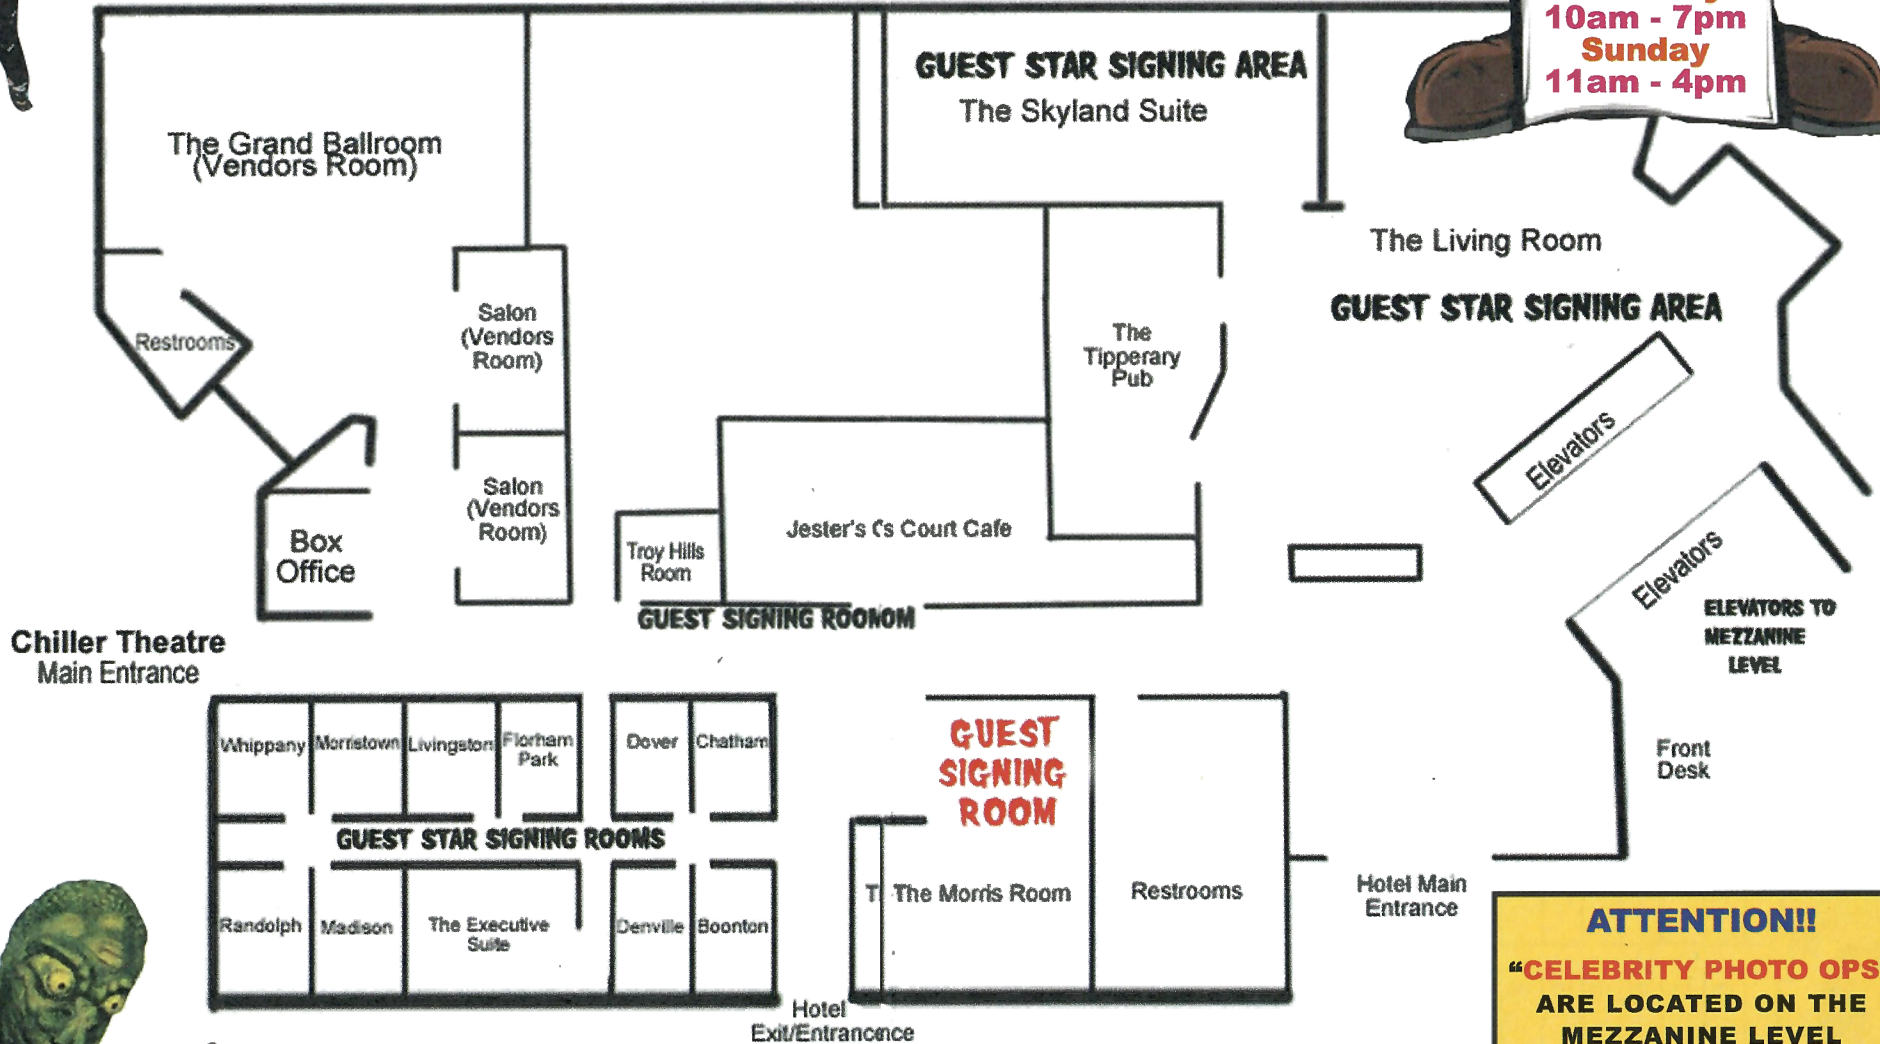 10am - 7pm
Sunday
11am - 4pm
GUEST STAR SIGNING AREA
The Skyland Suite
The Grand Ballroom
(Vendors Room)
The Living Room
GUEST STAR SIGNING AREA
Restrooms
Salon
(Vendors
Room)
The
Tipperary
Pub
Elevators
Salon
(Vendors
Room)
Jester's C's Court Cafe
Box
Office
Troy Hills
Room
Elevators
GUEST SIGNING ROONOM
ELEVATORS TO
MEZZANINE
LEVEL
Chiller Theatre
Main Entrance
Whippany
Morristown
Livingston
Florham
Park
Dover
Chatham
GUEST
SIGNING
ROOM
Front
Desk
GUEST STAR SIGNING ROOMS
Randolph
Madison
The Executive
Suite
Denville
Boonton
T The Morris Room
Restrooms
Hotel Main
Entrance
Hotel
Exit/Entrancence
ATTENTION!!
“CELEBRITY PHOTO OPS
ARE LOCATED ON THE
MEZZANINE LEVEL